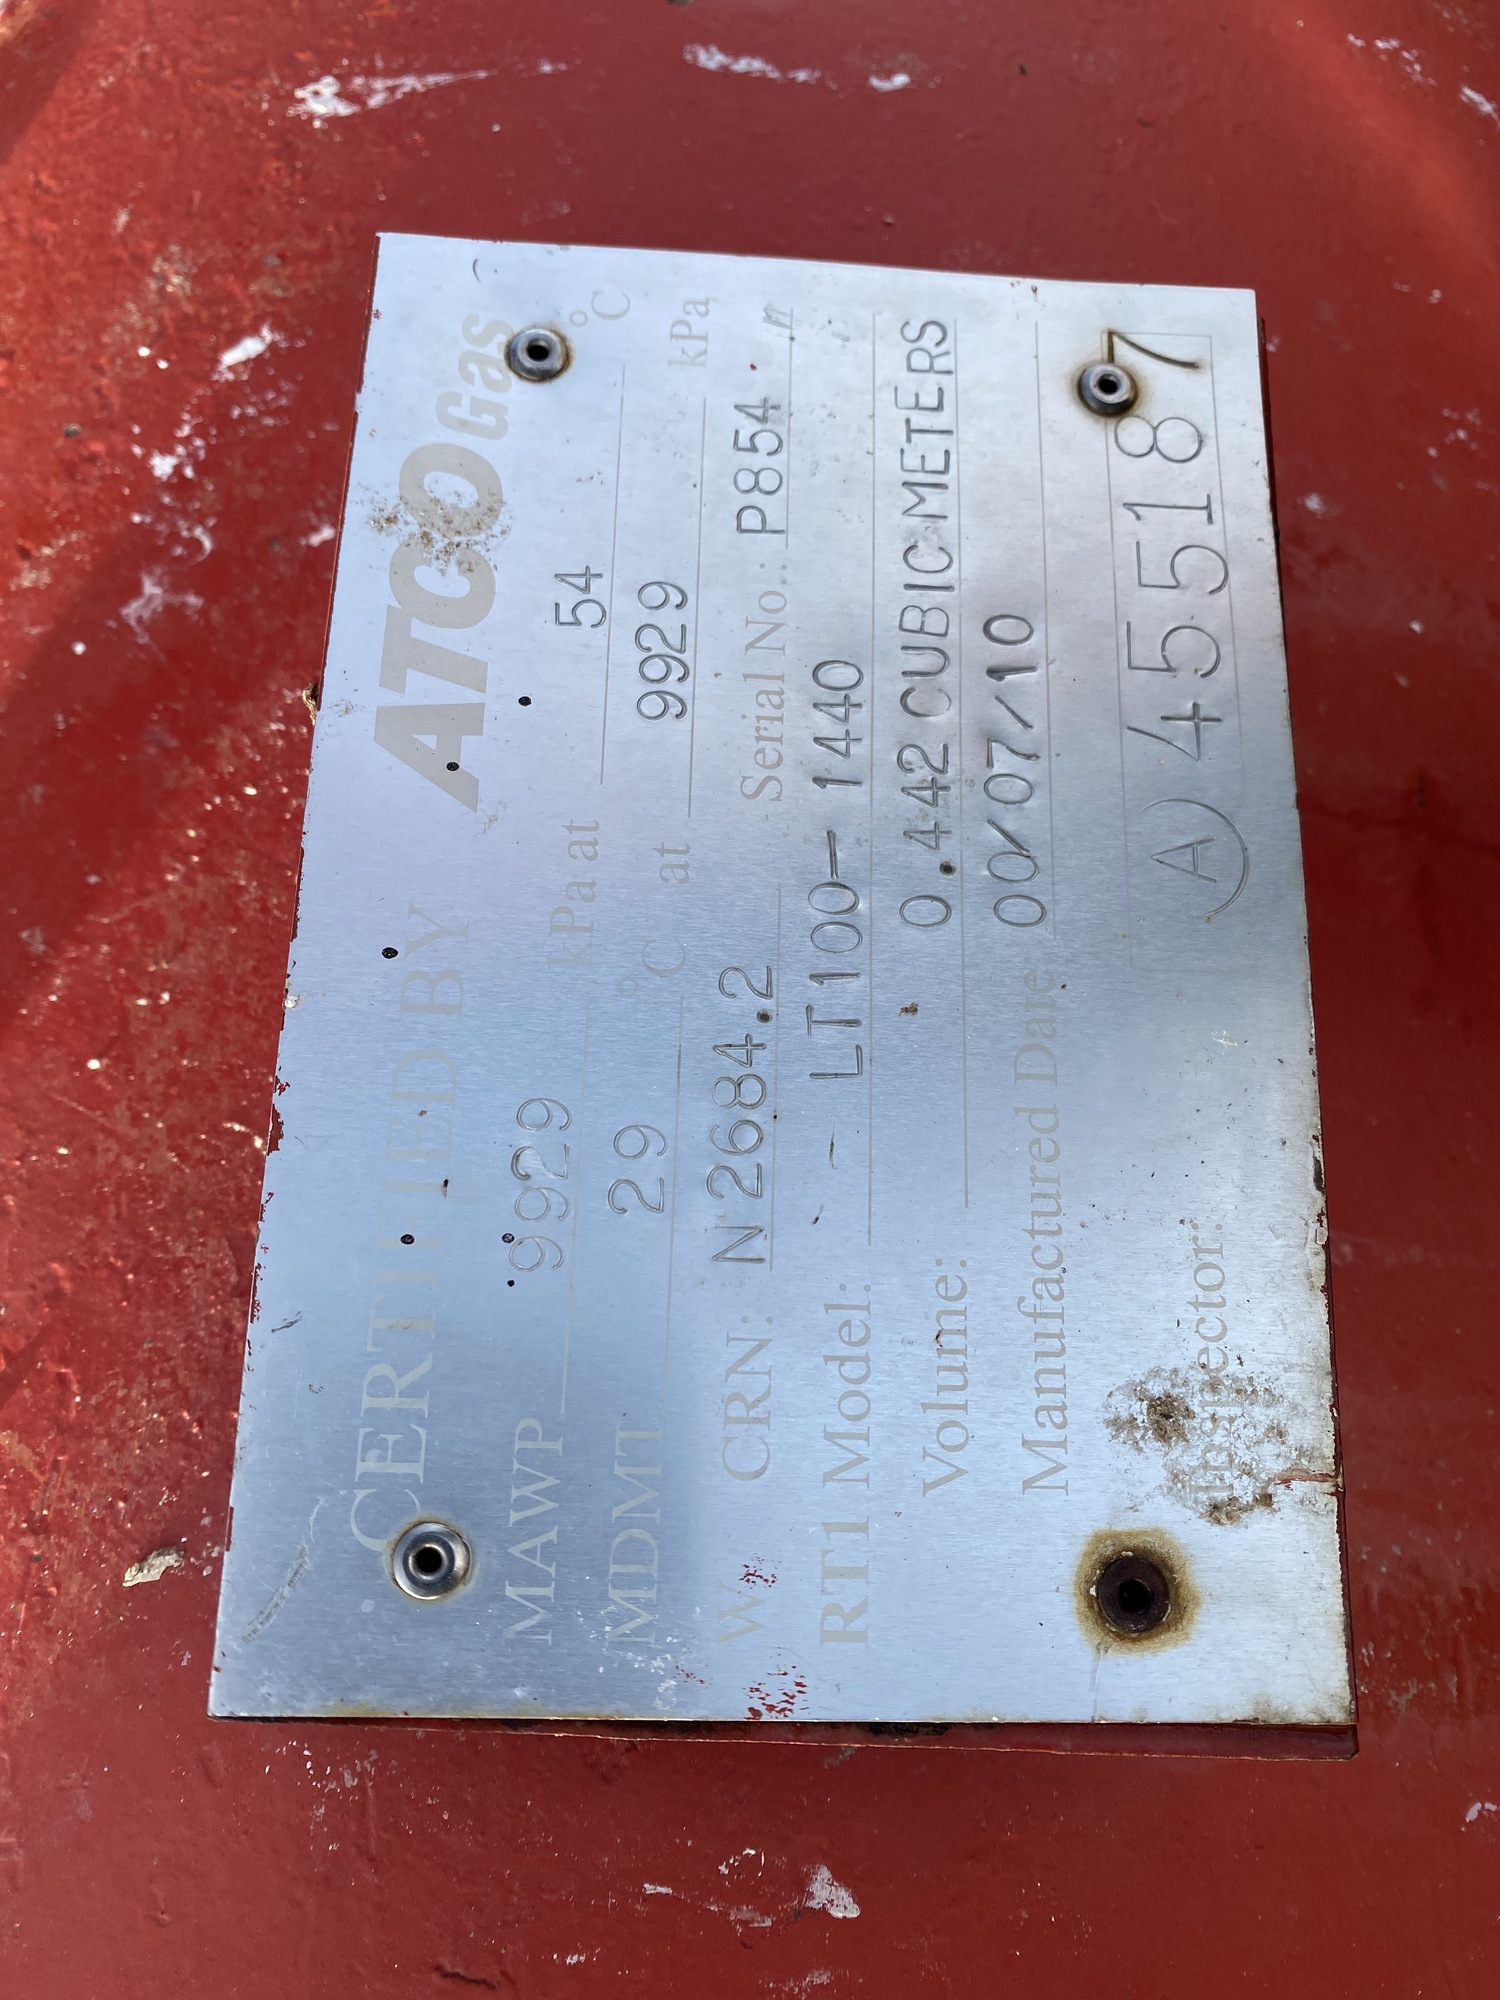 CERTIFIED BY ATCO Gas
MAWP 9929 kPa at 54 °C
MDMT 29 °C at 9929 kPa
W CRN: N2684.2 Serial No.: P854
RT1 Model: - LT100-1440
Volume: 0.442 CUBIC METERS
Manufactured Date: 00/07/10
Inspector:
(A) 455187